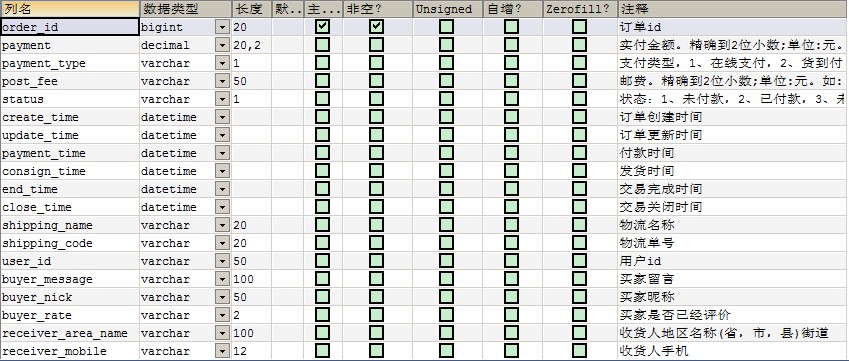 列名 数据类型 长度 默.. 主... 非空? Unsigned 自增? Zerofill? 注释
order_id bigint 20 订单id
payment decimal 20,2 实付金额。精确到2位小数;单位:元。
payment_type varchar 1 支付类型，1、在线支付，2、货到付
post_fee varchar 50 邮费。精确到2位小数;单位:元。如:
status varchar 1 状态：1、未付款，2、已付款，3、未
create_time datetime 订单创建时间
update_time datetime 订单更新时间
payment_time datetime 付款时间
consign_time datetime 发货时间
end_time datetime 交易完成时间
close_time datetime 交易关闭时间
shipping_name varchar 20 物流名称
shipping_code varchar 20 物流单号
user_id varchar 50 用户id
buyer_message varchar 100 买家留言
buyer_nick varchar 50 买家昵称
buyer_rate varchar 2 买家是否已经评价
receiver_area_name varchar 100 收货人地区名称(省，市，县)街道
receiver_mobile varchar 12 收货人手机